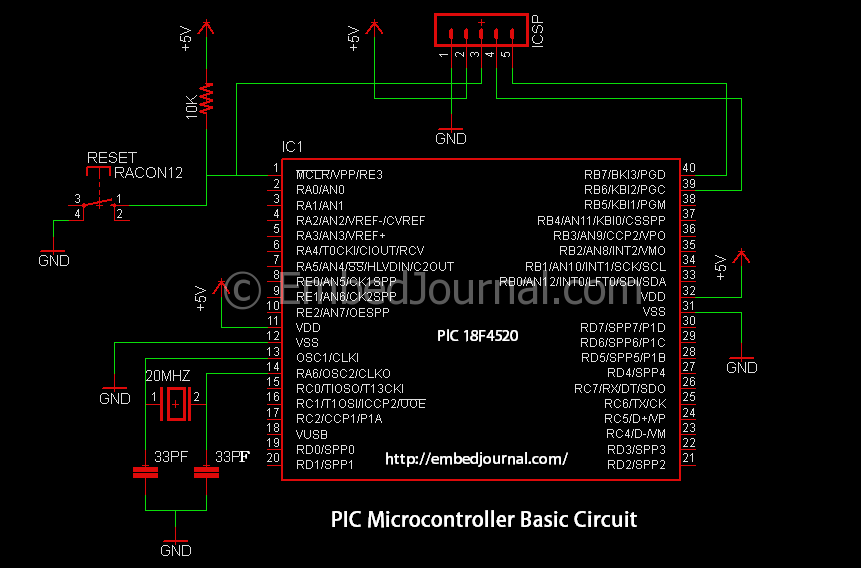 +5V
+5V
ICSP
1 2 3 4 5
10K
GND
IC1
RESET
RACON12
3 1
4 2
GND
1 MCLR/VPP/RE3 RB7/BKI3/PGD 40
2 RA0/AN0 RB6/KBI2/PGC 39
3 RA1/AN1 RB5/KBI1/PGM 38
4 RA2/AN2/VREF-/CVREF RB4/AN11/KBI0/CSSPP 37
5 RA3/AN3/VREF+ RB3/AN9/CCP2/VPO 36
6 RA4/T0CKI/CIOUT/RCV RB2/AN8/INT2/VMO 35
7 RA5/AN4/SS/HLVDIN/C2OUT RB1/AN10/INT1/SCK/SCL 34
8 RE0/AN5/CK1SPP RB0/AN12/INT0/LFT0/SDI/SDA 33
9 RE1/AN6/CK2SPP VDD 32
10 RE2/AN7/OESPP VSS 31
11 VDD RD7/SPP7/P1D 30
12 VSS RD6/SPP6/P1C 29
13 OSC1/CLKI RD5/SPP5/P1B 28
14 RA6/OSC2/CLKO RD4/SPP4 27
15 RC0/TIOSO/T13CKI RC7/RX/DT/SDO 26
16 RC1/T1OSI/ICCP2/UOE RC6/TX/CK 25
17 RC2/CCP1/P1A RC5/D+/VP 24
18 VUSB RC4/D-/VM 23
19 RD0/SPP0 RD3/SPP3 22
20 RD1/SPP1 RD2/SPP2 21
© EmbedJournal.com
+5V
+5V
PIC 18F4520
GND
GND
20MHZ
1 2
33PF 33PF
http://embedjournal.com/
GND
PIC Microcontroller Basic Circuit